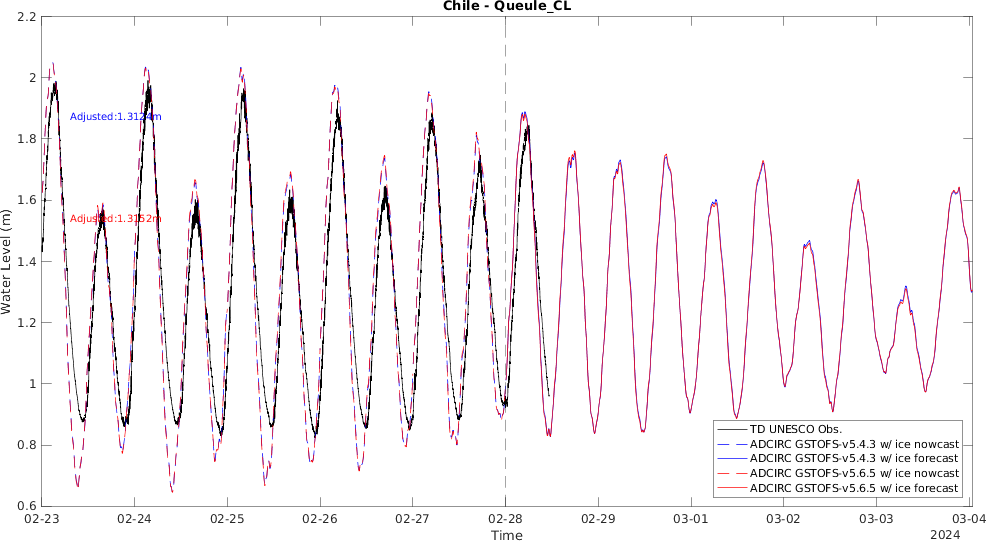 Chile - Queule_CL
2.2
2
1.8
1.6
1.4
1.2
1
0.8
0.6
Water Level (m)
Adjusted:1.3124m
Adjusted:1.3152m
TD UNESCO Obs.
ADCIRC GSTOFS-v5.4.3 w/ ice nowcast
ADCIRC GSTOFS-v5.4.3 w/ ice forecast
ADCIRC GSTOFS-v5.6.5 w/ ice nowcast
ADCIRC GSTOFS-v5.6.5 w/ ice forecast
02-23 02-24 02-25 02-26 02-27 02-28 02-29 03-01 03-02 03-03 03-04
Time
2024